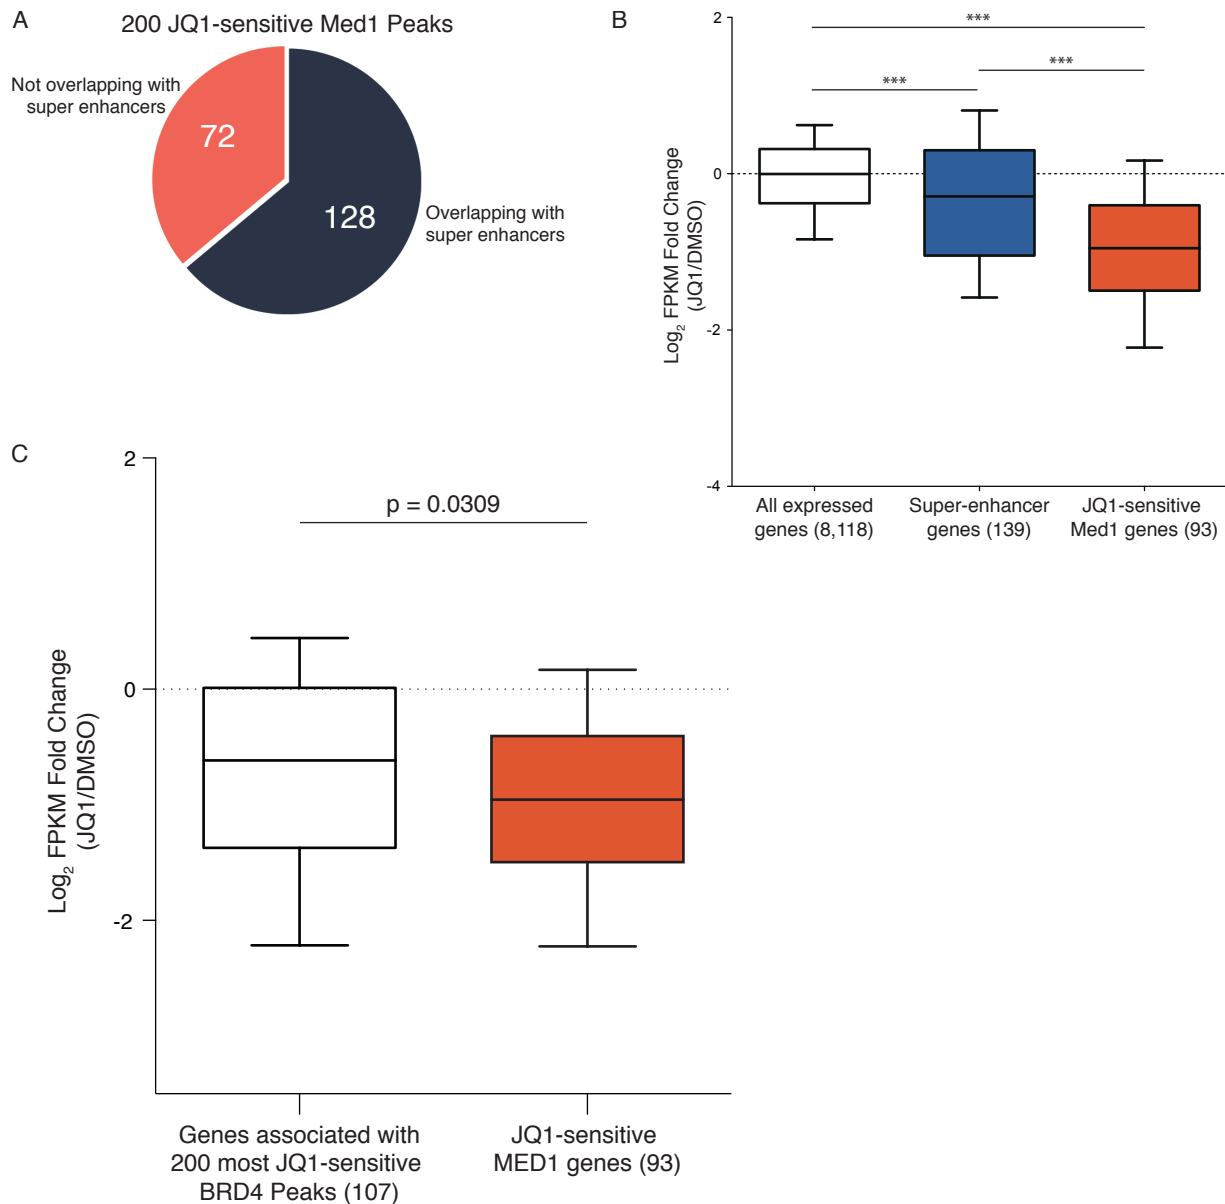 A
200 JQ1-sensitive Med1 Peaks
Not overlapping with
super enhancers
72
128
Overlapping with
super enhancers
B
2
0
-2
-4
Log₂ FPKM Fold Change
(JQ1/DMSO)
***
***
***
All expressed
genes (8,118)
Super-enhancer
genes (139)
JQ1-sensitive
Med1 genes (93)
C
2
0
-2
Log₂ FPKM Fold Change
(JQ1/DMSO)
p = 0.0309
Genes associated with
200 most JQ1-sensitive
BRD4 Peaks (107)
JQ1-sensitive
MED1 genes (93)